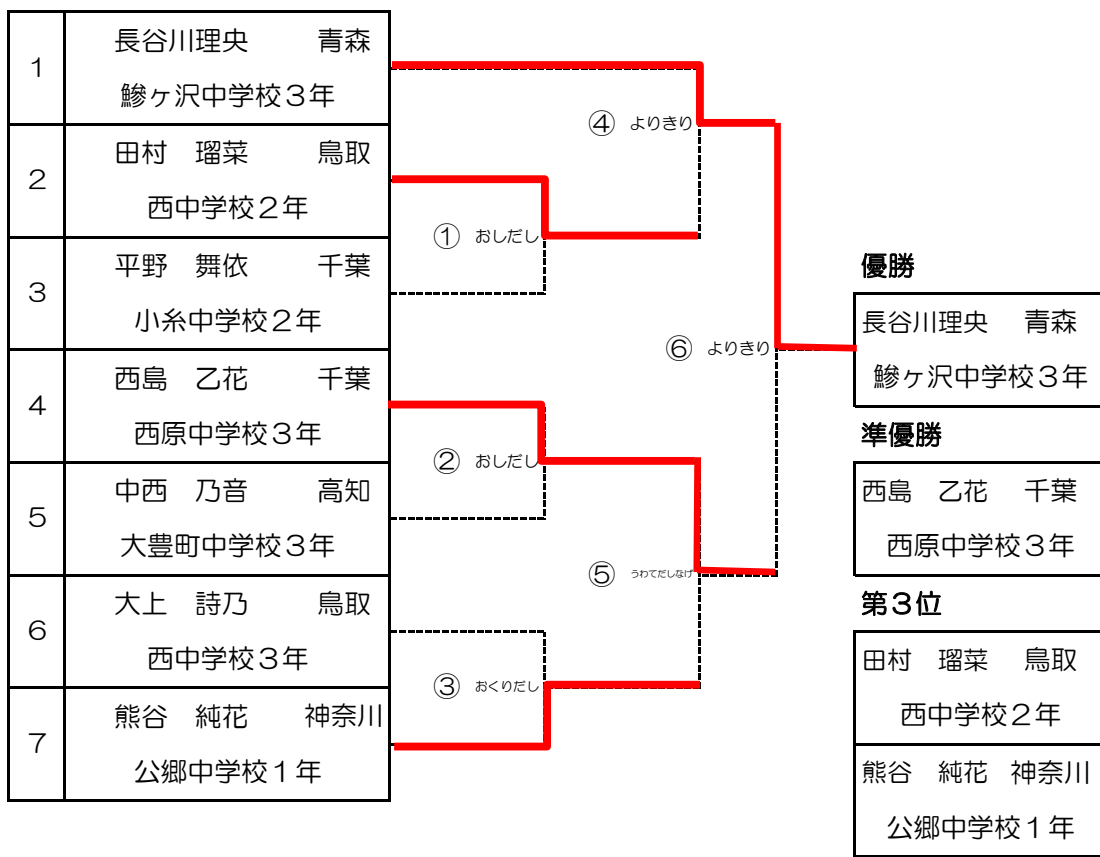 1
長谷川理央 青森
鰺ヶ沢中学校３年
2
田村 瑠菜 鳥取
西中学校２年
3
平野 舞依 千葉
小糸中学校２年
4
西島 乙花 千葉
西原中学校３年
5
中西 乃音 高知
大豊町中学校３年
6
大上 詩乃 鳥取
西中学校３年
7
熊谷 純花 神奈川
公郷中学校１年
④ よりきり
① おしだし
⑥ よりきり
② おしだし
⑤ うわてだしなげ
③ おくりだし
優勝
長谷川理央 青森
鰺ヶ沢中学校３年
準優勝
西島 乙花 千葉
西原中学校３年
第３位
田村 瑠菜 鳥取
西中学校２年
熊谷 純花 神奈川
公郷中学校１年